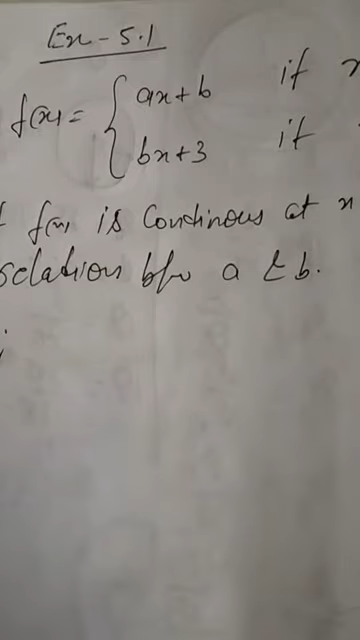 Ex - 5.1
f(x) = { ax + b if x
bx + 3 if
f(x) is Continous at x
relation b/w a & b.